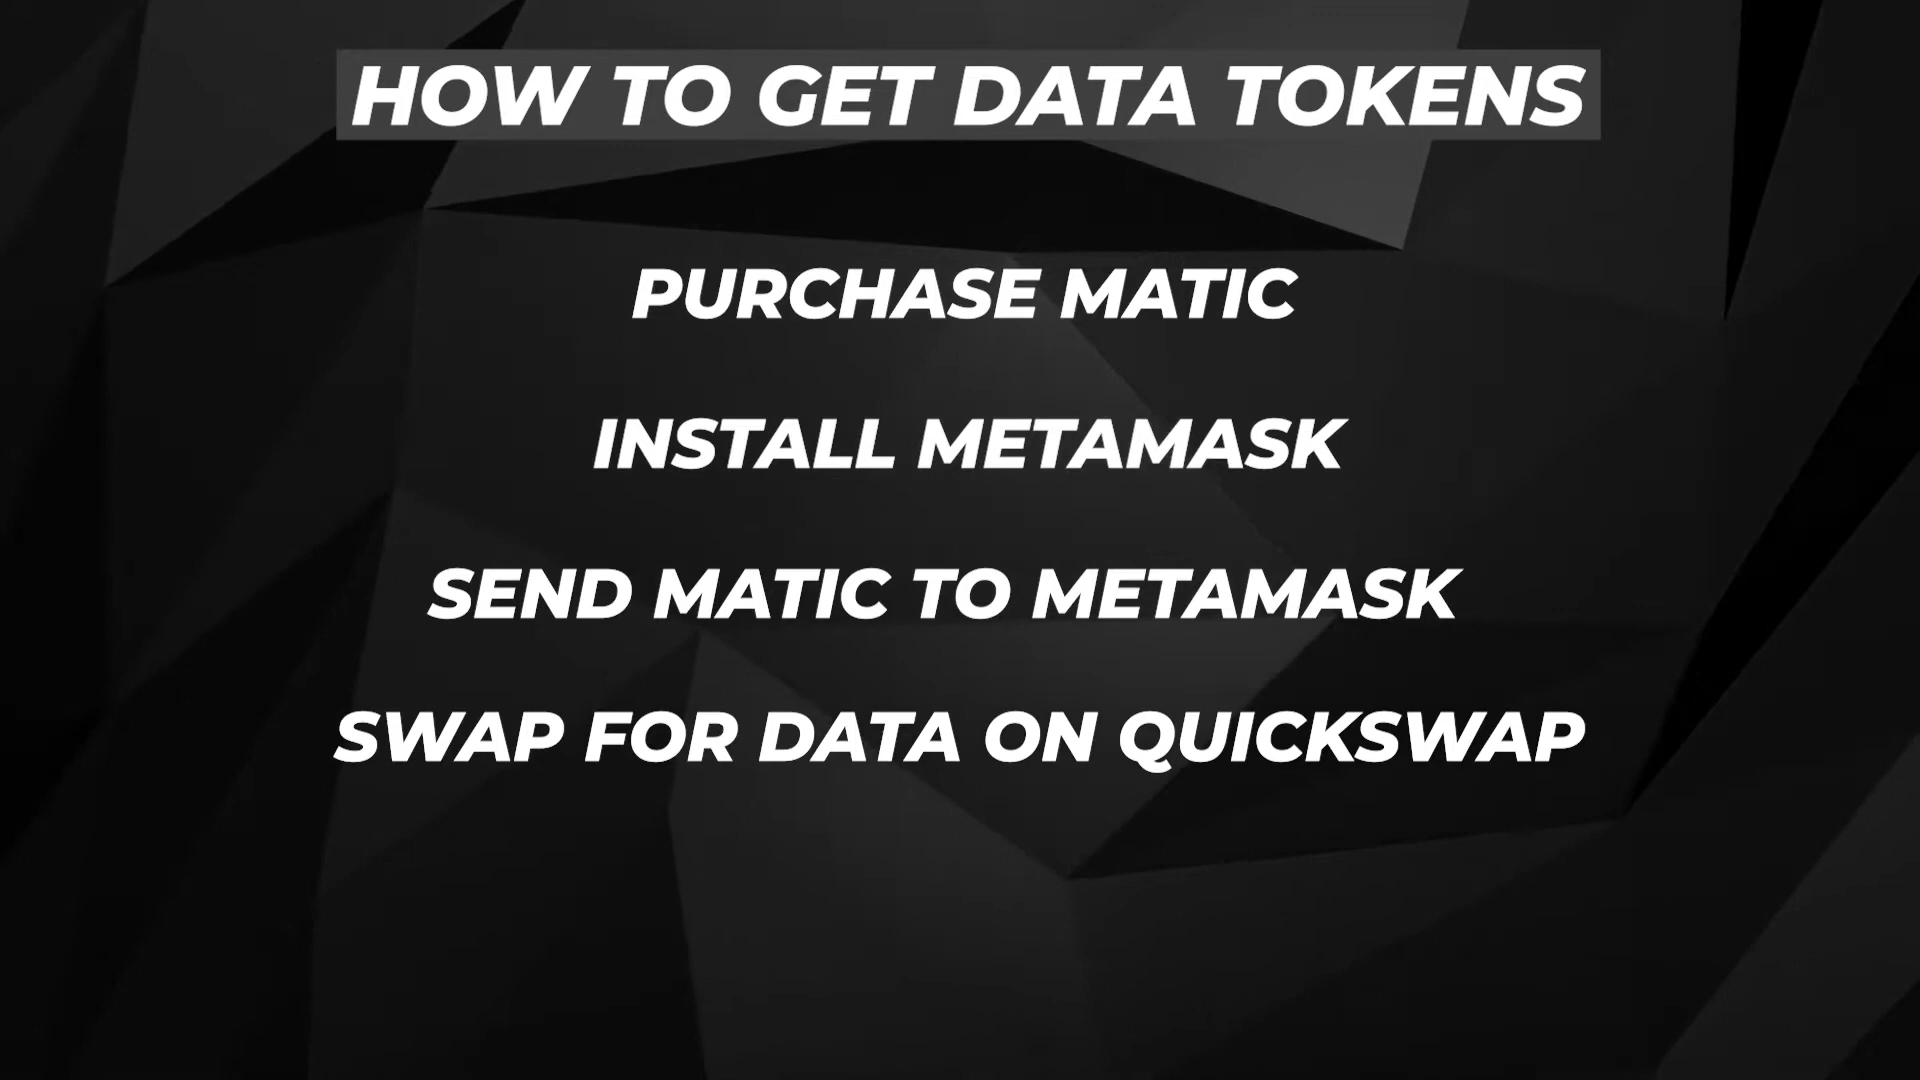 HOW TO GET DATA TOKENS
PURCHASE MATIC
INSTALL METAMASK
SEND MATIC TO METAMASK
SWAP FOR DATA ON QUICKSWAP